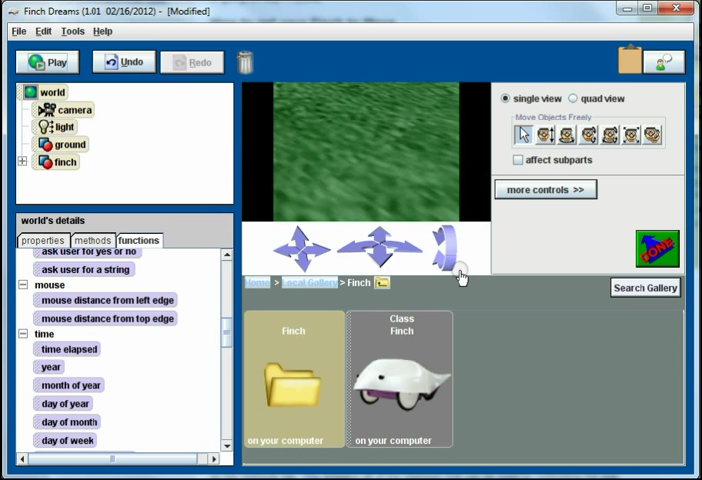 Finch Dreams (1.01 02/16/2012) - [Modified]
File Edit Tools Help
Play Undo Redo
world
camera
light
ground
finch
single view quad view
Move Objects Freely
affect subparts
more controls >>
DONE
world's details
properties methods functions
ask user for yes or no
ask user for a string
mouse
mouse distance from left edge
mouse distance from top edge
time
time elapsed
year
month of year
day of year
day of month
day of week
Home > Local Gallery > Finch
Search Gallery
Finch
on your computer
Class
Finch
on your computer